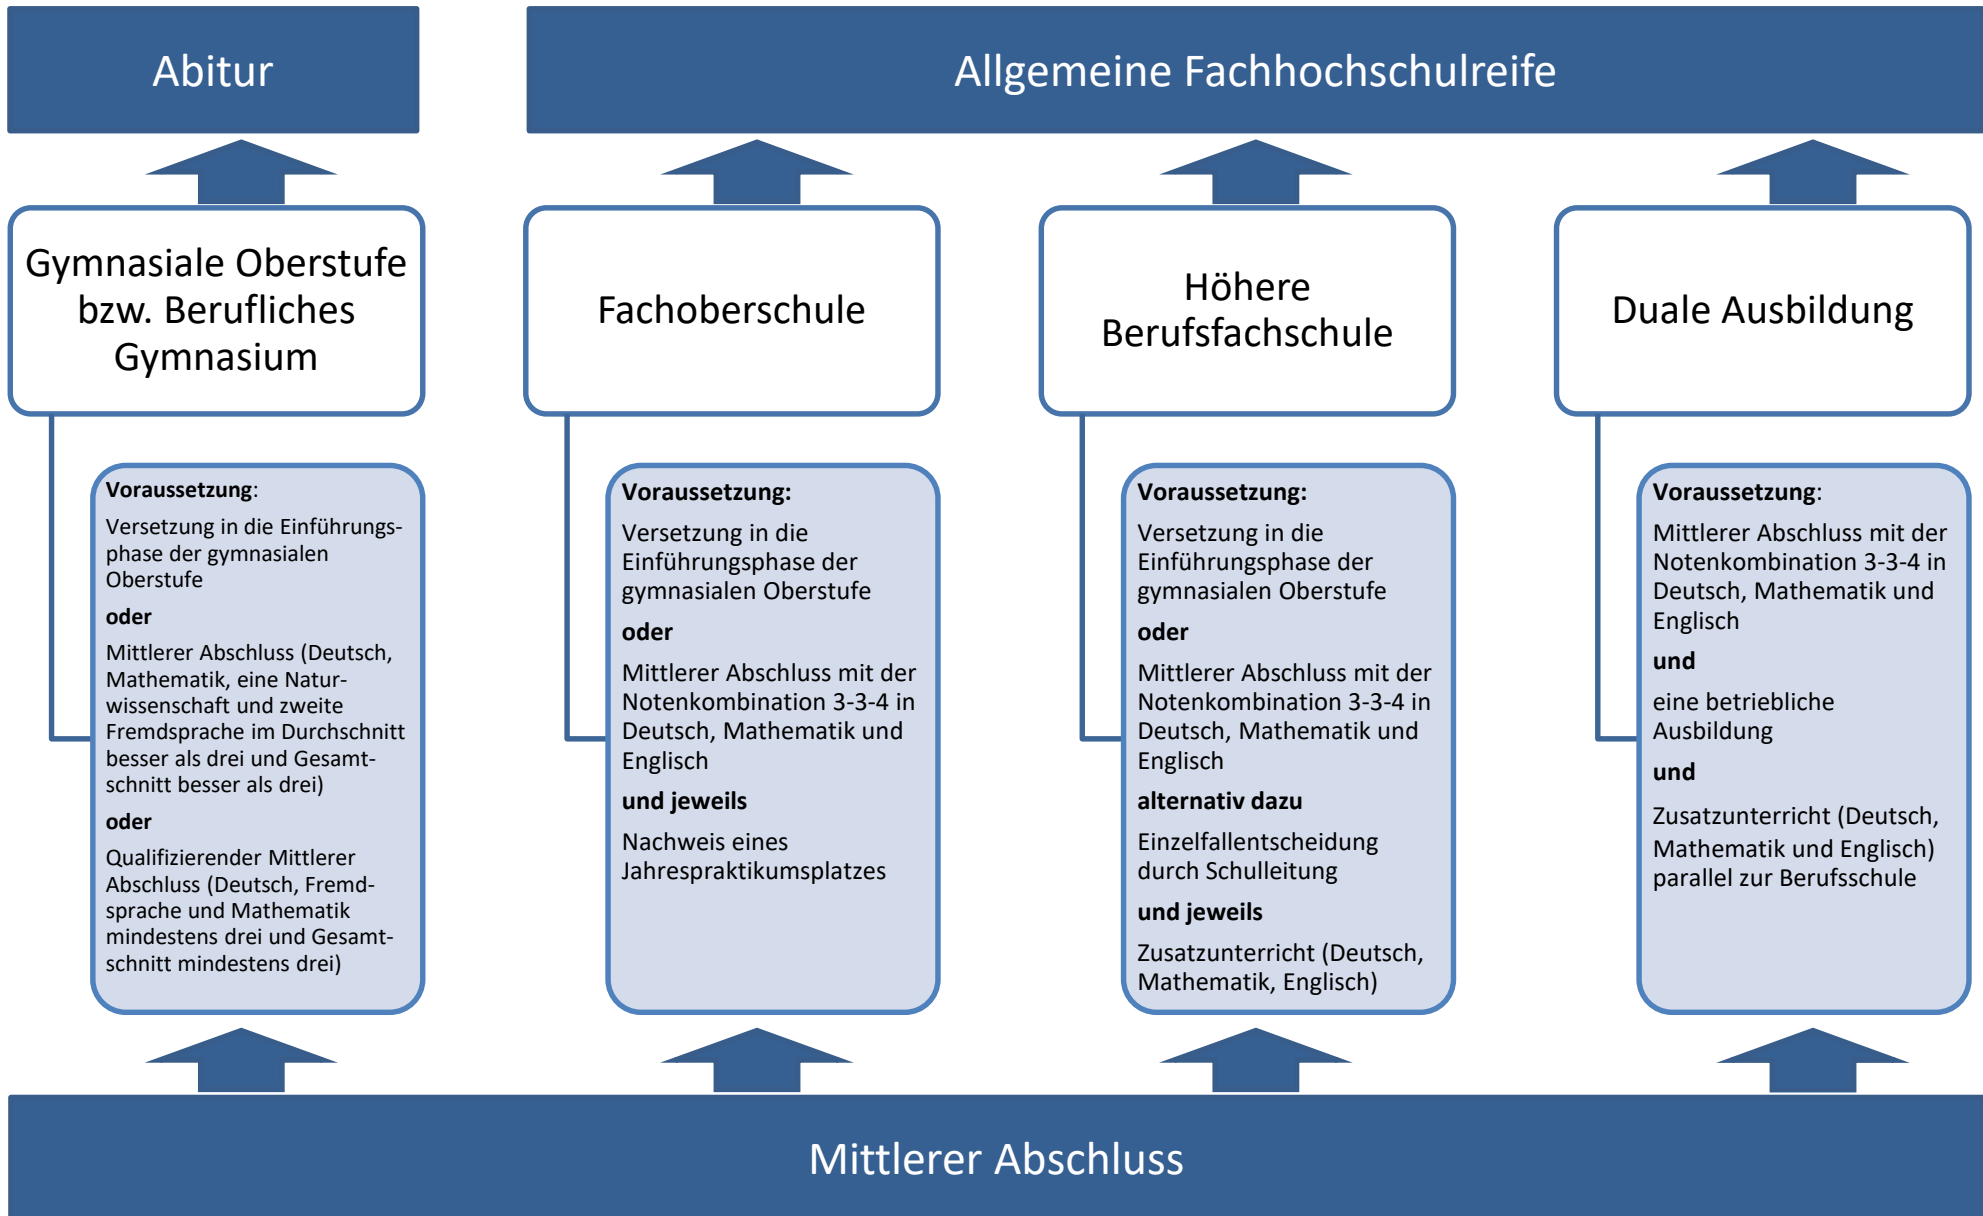 Abitur
Allgemeine Fachhochschulreife
Gymnasiale Oberstufe
bzw. Berufliches
Gymnasium
Fachoberschule
Höhere
Berufsfachschule
Duale Ausbildung
Voraussetzung:
Versetzung in die Einführungs-
phase der gymnasialen
Oberstufe
oder
Mittlerer Abschluss (Deutsch,
Mathematik, eine Natur-
wissenschaft und zweite
Fremdsprache im Durchschnitt
besser als drei und Gesamt-
schnitt besser als drei)
oder
Qualifizierender Mittlerer
Abschluss (Deutsch, Fremd-
sprache und Mathematik
mindestens drei und Gesamt-
schnitt mindestens drei)
Voraussetzung:
Versetzung in die
Einführungsphase der
gymnasialen Oberstufe
oder
Mittlerer Abschluss mit der
Notenkombination 3-3-4 in
Deutsch, Mathematik und
Englisch
und jeweils
Nachweis eines
Jahrespraktikumsplatzes
Voraussetzung:
Versetzung in die
Einführungsphase der
gymnasialen Oberstufe
oder
Mittlerer Abschluss mit der
Notenkombination 3-3-4 in
Deutsch, Mathematik und
Englisch
alternativ dazu
Einzelfallentscheidung
durch Schulleitung
und jeweils
Zusatzunterricht (Deutsch,
Mathematik, Englisch)
Voraussetzung:
Mittlerer Abschluss mit der
Notenkombination 3-3-4 in
Deutsch, Mathematik und
Englisch
und
eine betriebliche
Ausbildung
und
Zusatzunterricht (Deutsch,
Mathematik und Englisch)
parallel zur Berufsschule
Mittlerer Abschluss